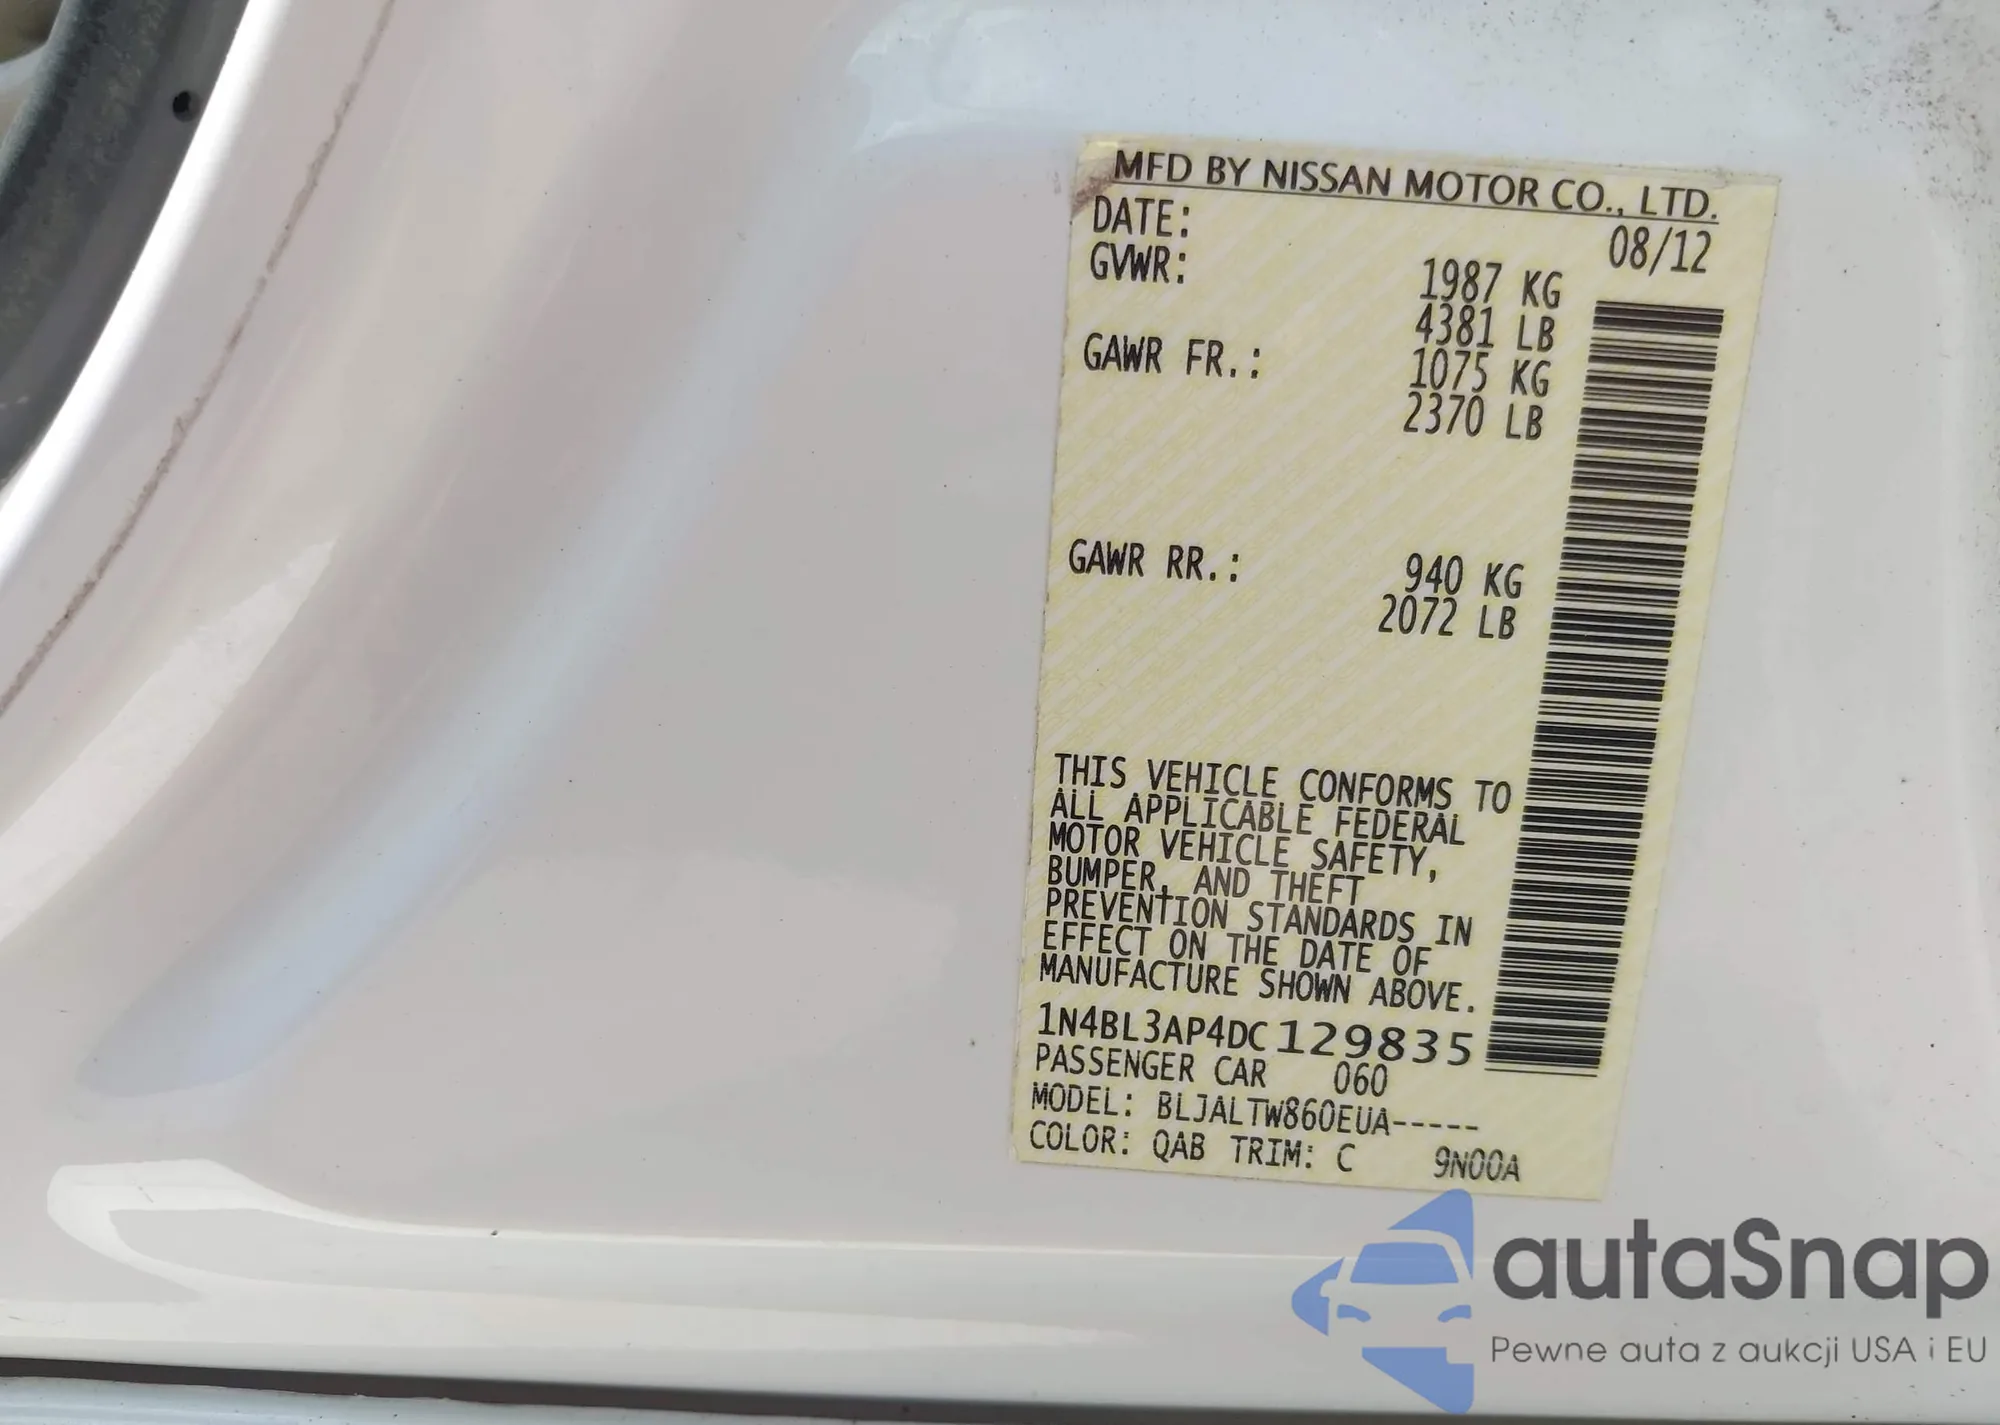 MFD BY NISSAN MOTOR CO., LTD.
DATE: 08/12
GVWR: 1987 KG
4381 LB
GAWR FR.: 1075 KG
2370 LB
GAWR RR.: 940 KG
2072 LB
THIS VEHICLE CONFORMS TO
ALL APPLICABLE FEDERAL
MOTOR VEHICLE SAFETY,
BUMPER, AND THEFT
PREVENTION STANDARDS IN
EFFECT ON THE DATE OF
MANUFACTURE SHOWN ABOVE.
1N4BL3AP4DC129835
PASSENGER CAR 060
MODEL: BLJALTW860EUA-----
COLOR: QAB TRIM: C 9N00A
autaSnap
Pewne auta z aukcji USA i EU